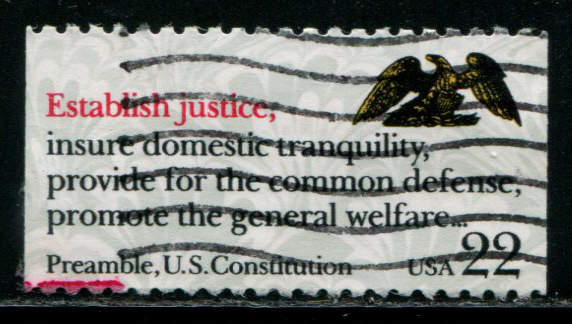 Establish justice,
insure domestic tranquility,
provide for the common defense,
promote the general welfare...
Preamble, U.S. Constitution USA 22